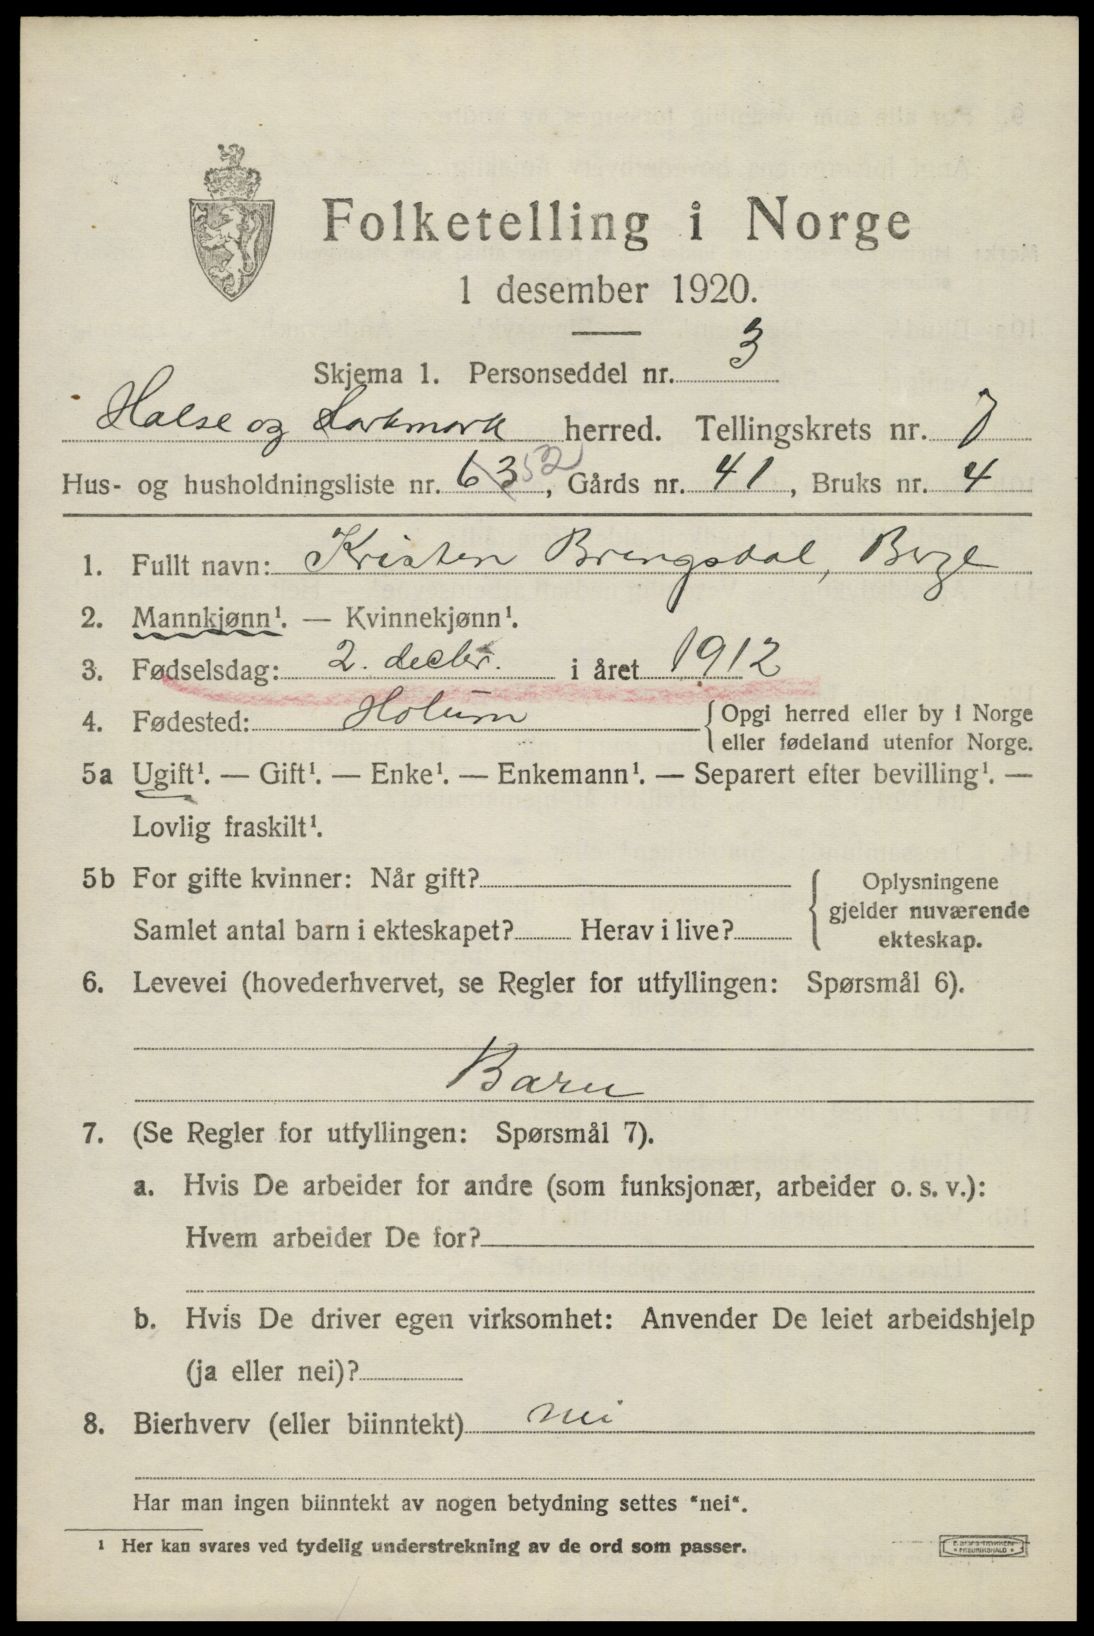 Folketelling i Norge
1 desember 1920.
Skjema 1. Personseddel nr. 3
Halse og Harkmark herred. Tellingskrets nr. 7
Hus- og husholdningsliste nr. 63 52, Gårds nr. 41, Bruks nr. 4
1. Fullt navn: Kristen Bringsdal, Berge
2. Mannkjønn¹. — Kvinnekjønn¹.
3. Fødselsdag: 2. decbr. i året 1912
4. Fødested: Holum { Opgi herred eller by i Norge
eller fødeland utenfor Norge.
5a Ugift¹. — Gift¹. — Enke¹. — Enkemann¹. — Separert efter bevilling¹. —
Lovlig fraskilt¹.
5b For gifte kvinner: Når gift?
Samlet antal barn i ekteskapet? Herav i live?
{ Oplysningene
gjelder nuværende
ekteskap.
6. Levevei (hovederhvervet, se Regler for utfyllingen: Spørsmål 6).
Barn
7. (Se Regler for utfyllingen: Spørsmål 7).
a. Hvis De arbeider for andre (som funksjonær, arbeider o. s. v.):
Hvem arbeider De for?
b. Hvis De driver egen virksomhet: Anvender De leiet arbeidshjelp
(ja eller nei)?
8. Bierhverv (eller biinntekt) nei
Har man ingen biinntekt av nogen betydning settes "nei".
¹ Her kan svares ved tydelig understrekning av de ord som passer.